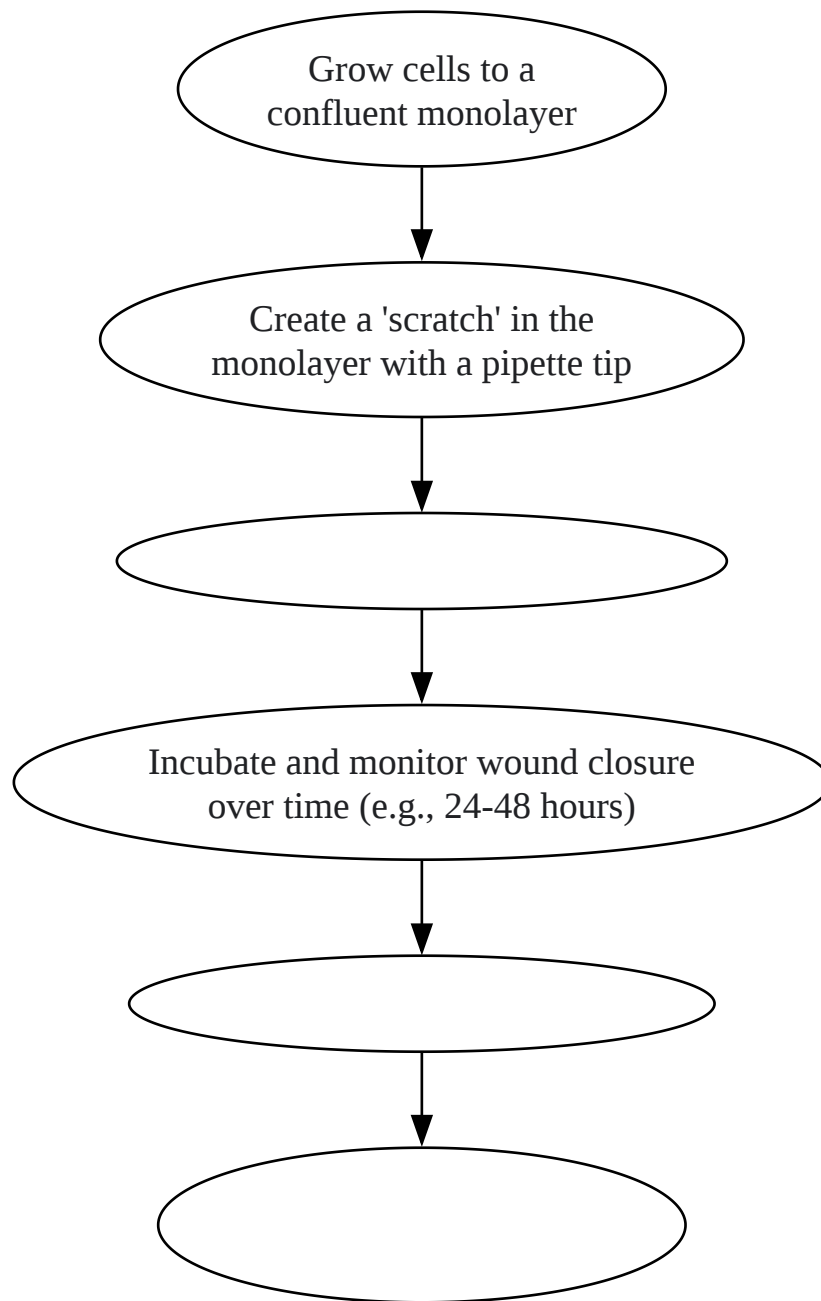 Grow cells to a
confluent monolayer
Create a 'scratch' in the
monolayer with a pipette tip
Incubate and monitor wound closure
over time (e.g., 24-48 hours)